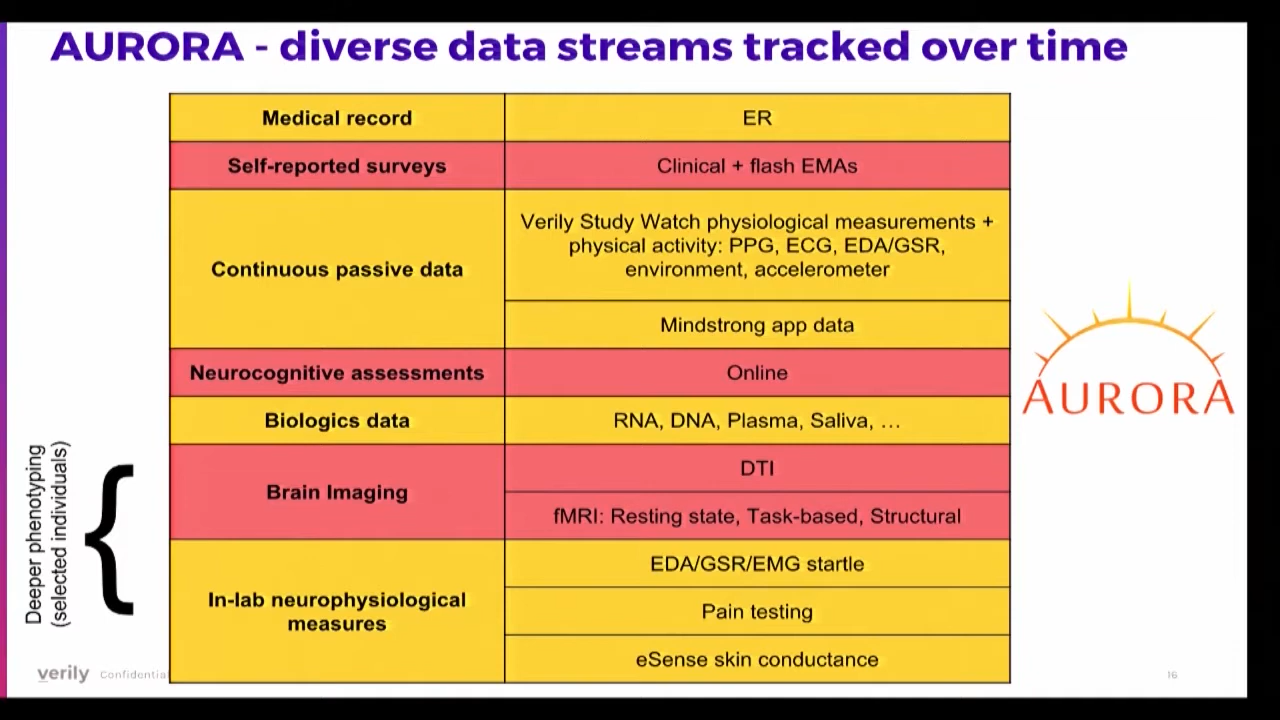 AURORA - diverse data streams tracked over time
Medical record
ER
Self-reported surveys
Clinical + flash EMAs
Continuous passive data
Verily Study Watch physiological measurements +
physical activity: PPG, ECG, EDA/GSR,
environment, accelerometer
Mindstrong app data
Neurocognitive assessments
Online
Biologics data
RNA, DNA, Plasma, Saliva, …
Deeper phenotyping
(selected individuals)
Brain Imaging
DTI
fMRI: Resting state, Task-based, Structural
In-lab neurophysiological
measures
EDA/GSR/EMG startle
Pain testing
eSense skin conductance
AURORA
verily
Confidentia
16